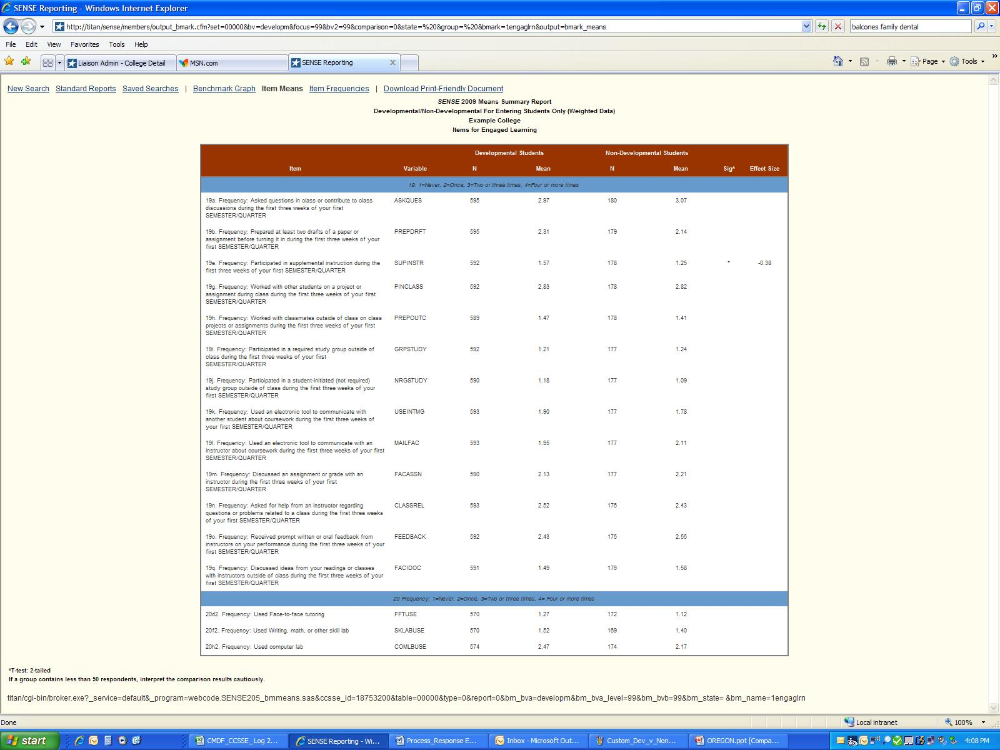 SENSE Reporting - Windows Internet Explorer
http://titan/sense/members/output_bmark.cfm?set=00000&bv=developm&focus=99&bv2=99&comparison=0&state=%20&group=%20&bmark=1engaglrn&output=bmark_means
balcones family dental
File Edit View Favorites Tools Help
Liaison Admin - College Detail MSN.com SENSE Reporting Page Tools
New Search Standard Reports Saved Searches | Benchmark Graph Item Means Item Frequencies | Download Print-Friendly Document
SENSE 2009 Means Summary Report
Developmental/Non-Developmental For Entering Students Only (Weighted Data)
Example College
Items for Engaged Learning
Developmental Students Non-Developmental Students
Item Variable N Mean N Mean Sig* Effect Size
19: 1=Never, 2=Once, 3=Two or three times, 4=Four or more times
19a. Frequency: Asked questions in class or contribute to class ASKQUES 595 2.97 180 3.07
discussions during the first three weeks of your first
SEMESTER/QUARTER
19b. Frequency: Prepared at least two drafts of a paper or PREPDRFT 595 2.31 179 2.14
assignment before turning it in during the first three weeks of your
first SEMESTER/QUARTER
19e. Frequency: Participated in supplemental instruction during the SUPINSTR 592 1.57 178 1.25 * -0.38
first three weeks of your first SEMESTER/QUARTER
19g. Frequency: Worked with other students on a project or PINCLASS 592 2.83 178 2.82
assignment during class during the first three weeks of your first
SEMESTER/QUARTER
19h. Frequency: Worked with classmates outside of class on class PREPOUTC 589 1.47 178 1.41
projects or assignments during the first three weeks of your first
SEMESTER/QUARTER
19i. Frequency: Participated in a required study group outside of GRPSTUDY 592 1.21 177 1.24
class during the first three weeks of your first
SEMESTER/QUARTER
19j. Frequency: Participated in a student-initiated (not required) NRGSTUDY 590 1.18 177 1.09
study group outside of class during the first three weeks of your
first SEMESTER/QUARTER
19k. Frequency: Used an electronic tool to communicate with USEINTMG 593 1.90 177 1.78
another student about coursework during the first three weeks of
your first SEMESTER/QUARTER
19l. Frequency: Used an electronic tool to communicate with an MAILFAC 593 1.95 177 2.11
instructor about coursework during the first three weeks of your first
SEMESTER/QUARTER
19m. Frequency: Discussed an assignment or grade with an FACASSN 590 2.13 177 2.21
instructor during the first three weeks of your first
SEMESTER/QUARTER
19n. Frequency: Asked for help from an instructor regarding CLASSREL 593 2.52 176 2.43
questions or problems related to a class during the first three weeks
of your first SEMESTER/QUARTER
19o. Frequency: Received prompt written or oral feedback from FEEDBACK 592 2.43 175 2.55
instructors on your performance during the first three weeks of your
first SEMESTER/QUARTER
19q. Frequency: Discussed ideas from your readings or classes FACIDOC 591 1.49 176 1.58
with instructors outside of class during the first three weeks of your
first SEMESTER/QUARTER
20 Frequency: 1=Never, 2=Once, 3=Two or three times, 4= Four or more times
20d2. Frequency: Used Face-to-face tutoring FFTUSE 570 1.27 172 1.12
20f2. Frequency: Used Writing, math, or other skill lab SKLABUSE 570 1.52 169 1.40
20h2. Frequency: Used computer lab COMLBUSE 574 2.47 174 2.17
*T-test: 2-tailed
If a group contains less than 50 respondents, interpret the comparison results cautiously.
titan/cgi-bin/broker.exe?_service=default&_program=webcode.SENSE205_bmmeans.sas&ccsse_id=18753200&table=00000&type=0&report=0&bm_bva=developm&bm_bva_level=99&bm_bvb=99&bm_state= &bm_name=1engaglrn
Done Local intranet 100%
start CMDF_CCSSE_ Log 2... SENSE Reporting - Wi... Process_Response E... Inbox - Microsoft Out... Custom_Dev_v_Non... OREGON.ppt [Compa... 4:08 PM